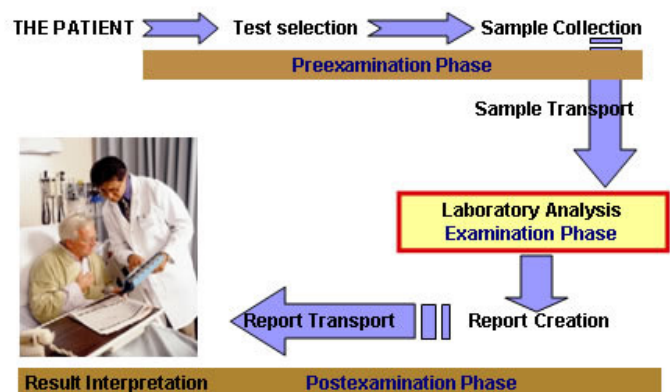 THE PATIENT Test selection Sample Collection
Preexamination Phase
Sample Transport
Laboratory Analysis
Examination Phase
Report Transport Report Creation
Result Interpretation Postexamination Phase